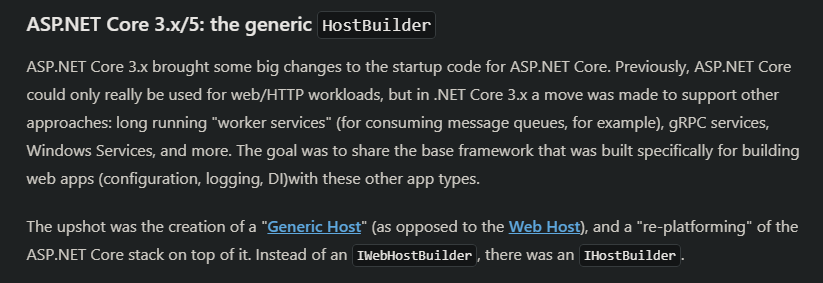 ASP.NET Core 3.x/5: the generic HostBuilder
ASP.NET Core 3.x brought some big changes to the startup code for ASP.NET Core. Previously, ASP.NET Core
could only really be used for web/HTTP workloads, but in .NET Core 3.x a move was made to support other
approaches: long running "worker services" (for consuming message queues, for example), gRPC services,
Windows Services, and more. The goal was to share the base framework that was built specifically for building
web apps (configuration, logging, DI)with these other app types.
The upshot was the creation of a "Generic Host" (as opposed to the Web Host), and a "re-platforming" of the
ASP.NET Core stack on top of it. Instead of an IWebHostBuilder, there was an IHostBuilder.